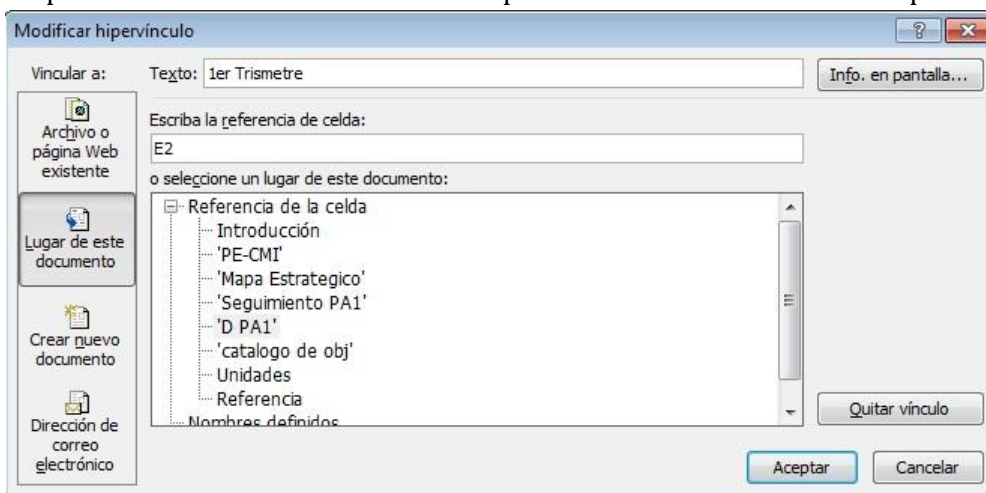 Modificar hipervínculo
Vincular a:
Texto: 1er Trismetre
Info. en pantalla...
Archivo o
página Web
existente
Escriba la referencia de celda:
E2
o seleccione un lugar de este documento:
Lugar de este
documento
Referencia de la celda
Introducción
'PE-CMI'
'Mapa Estrategico'
'Seguimiento PA1'
'D PA1'
'catalogo de obj'
Unidades
Referencia
Nombres definidos
Crear nuevo
documento
Dirección de
correo
electrónico
Quitar vínculo
Aceptar
Cancelar